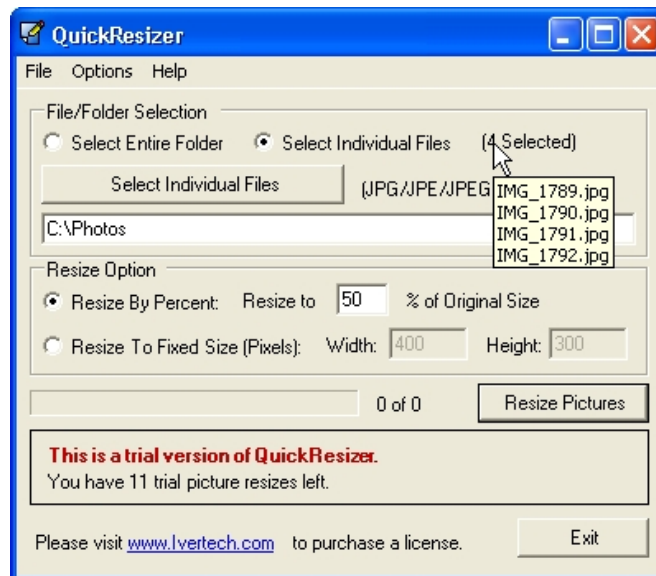 QuickResizer
File Options Help
File/Folder Selection
Select Entire Folder Select Individual Files (4 Selected)
Select Individual Files (JPG/JPE/JPEG
IMG_1789.jpg
IMG_1790.jpg
IMG_1791.jpg
IMG_1792.jpg
C:\Photos
Resize Option
Resize By Percent: Resize to 50 % of Original Size
Resize To Fixed Size (Pixels): Width: 400 Height: 300
0 of 0 Resize Pictures
This is a trial version of QuickResizer.
You have 11 trial picture resizes left.
Please visit www.Ivertech.com to purchase a license. Exit